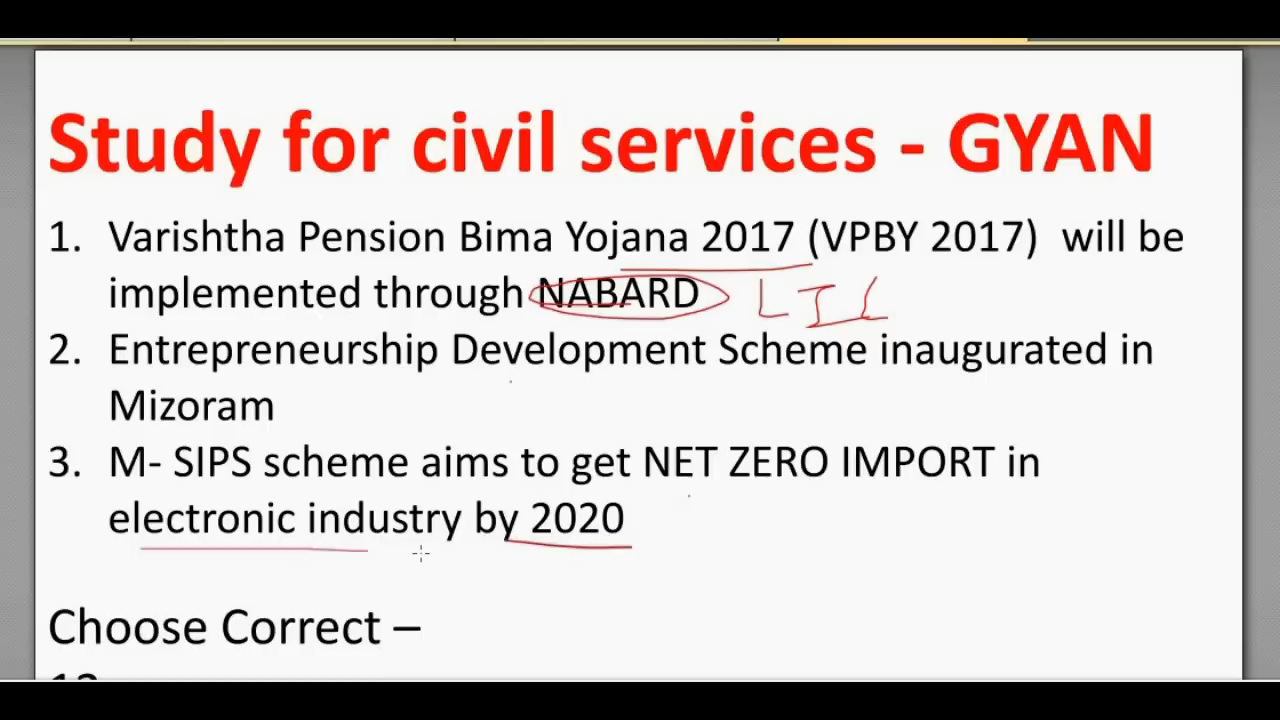 Study for civil services - GYAN
1. Varishtha Pension Bima Yojana 2017 (VPBY 2017) will be
implemented through NABARD LIC
2. Entrepreneurship Development Scheme inaugurated in
Mizoram
3. M- SIPS scheme aims to get NET ZERO IMPORT in
electronic industry by 2020
Choose Correct –